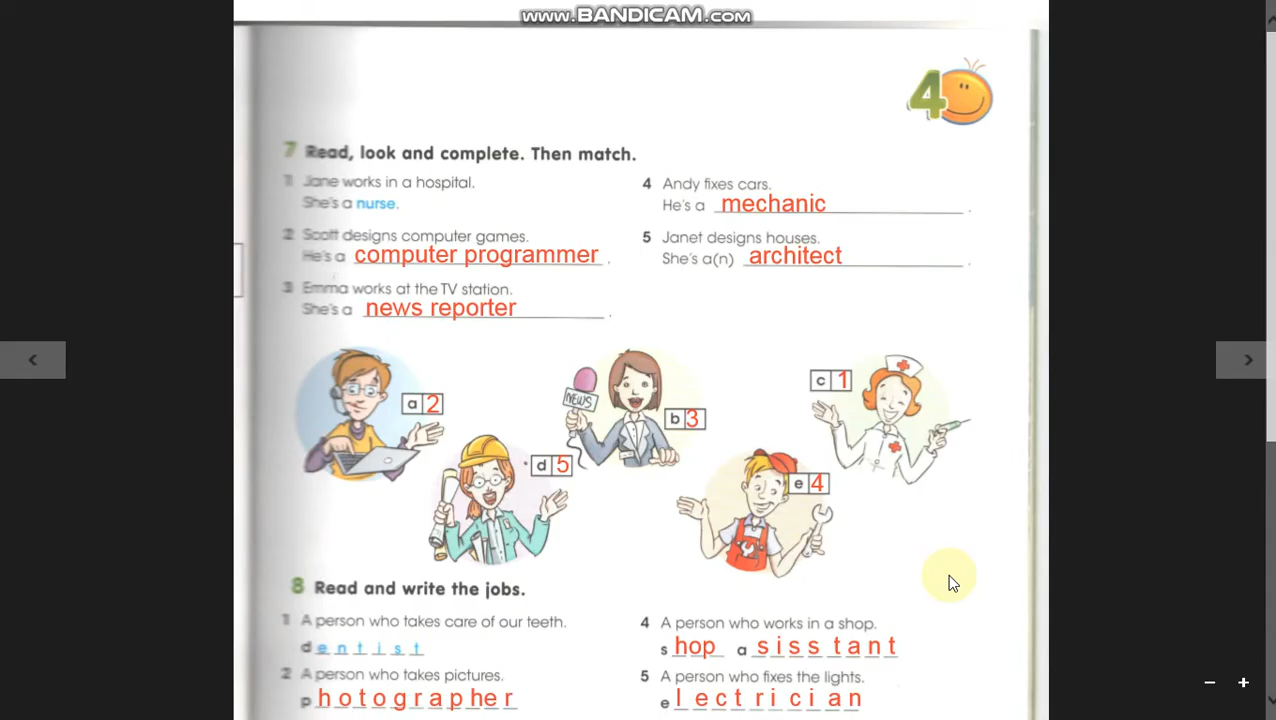 www.BANDICAM.com
4
7 Read, look and complete. Then match.
1 Jane works in a hospital.
She's a nurse.
2 Scott designs computer games.
He's a computer programmer .
3 Emma works at the TV station.
She's a news reporter .
4 Andy fixes cars.
He's a mechanic .
5 Janet designs houses.
She's a(n) architect .
a 2
NEWS
b 3
c 1
d 5
e 4
8 Read and write the jobs.
1 A person who takes care of our teeth.
dentist
2 A person who takes pictures.
photographer
4 A person who works in a shop.
shop asisstant
5 A person who fixes the lights.
electrician